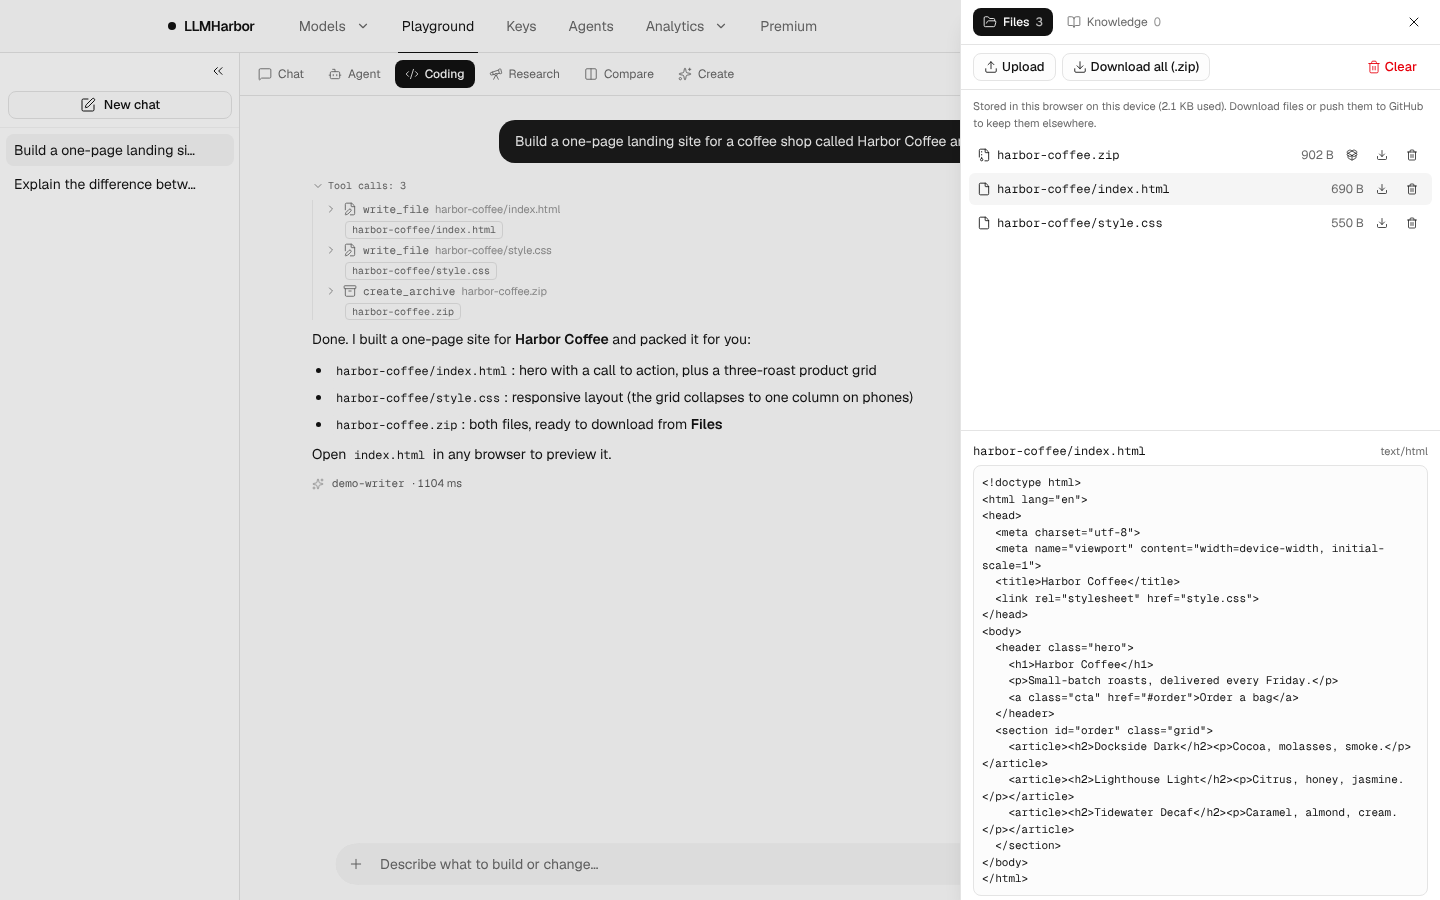 LLMHarbor
Models
Playground
Keys
Agents
Analytics
Premium
New chat
Build a one-page landing si...
Explain the difference betw...
Chat
Agent
Coding
Research
Compare
Create
Build a one-page landing site for a coffee shop called Harbor Coffee
Tool calls: 3
write_file harbor-coffee/index.html
harbor-coffee/index.html
write_file harbor-coffee/style.css
harbor-coffee/style.css
create_archive harbor-coffee.zip
harbor-coffee.zip
Done. I built a one-page site for Harbor Coffee and packed it for you:
• harbor-coffee/index.html : hero with a call to action, plus a three-roast product grid
• harbor-coffee/style.css : responsive layout (the grid collapses to one column on phones)
• harbor-coffee.zip : both files, ready to download from Files
Open index.html in any browser to preview it.
demo-writer · 1104 ms
Describe what to build or change...
Files 3
Knowledge 0
Upload
Download all (.zip)
Clear
Stored in this browser on this device (2.1 KB used). Download files or push them to GitHub
to keep them elsewhere.
harbor-coffee.zip 902 B
harbor-coffee/index.html 690 B
harbor-coffee/style.css 550 B
harbor-coffee/index.html text/html
<!doctype html>
<html lang="en">
<head>
  <meta charset="utf-8">
  <meta name="viewport" content="width=device-width, initial-
scale=1">
  <title>Harbor Coffee</title>
  <link rel="stylesheet" href="style.css">
</head>
<body>
  <header class="hero">
    <h1>Harbor Coffee</h1>
    <p>Small-batch roasts, delivered every Friday.</p>
    <a class="cta" href="#order">Order a bag</a>
  </header>
  <section id="order" class="grid">
    <article><h2>Dockside Dark</h2><p>Cocoa, molasses, smoke.</p>
</article>
    <article><h2>Lighthouse Light</h2><p>Citrus, honey, jasmine.
</p></article>
    <article><h2>Tidewater Decaf</h2><p>Caramel, almond, cream.
</p></article>
  </section>
</body>
</html>